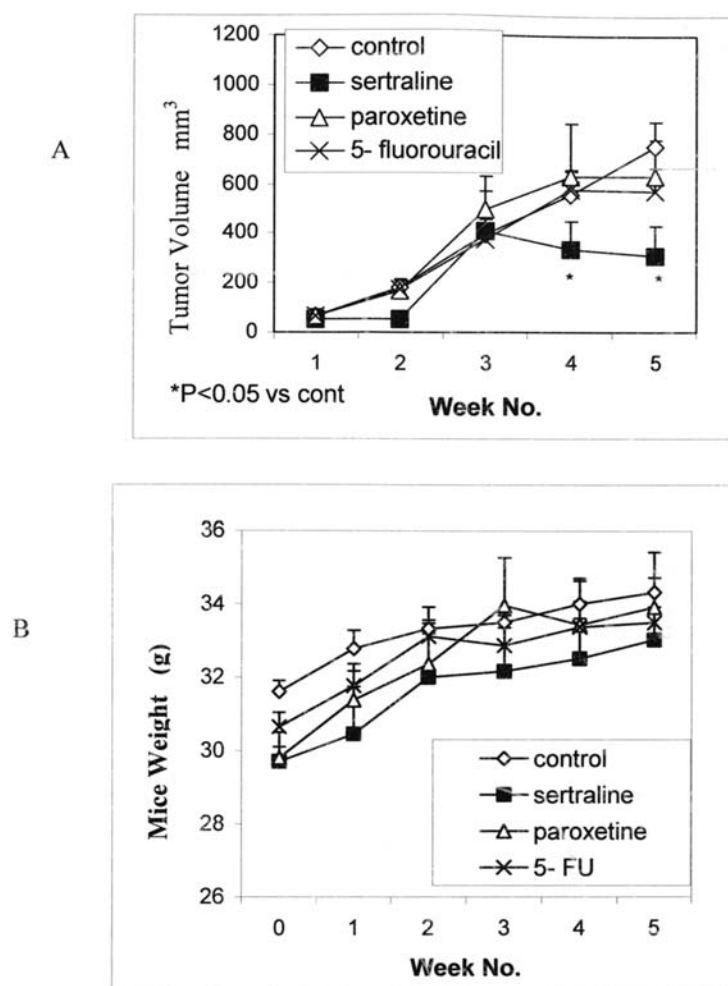 A
1200
1000
800
600
400
200
0
Tumor Volume mm³
control
sertraline
paroxetine
5- fluorouracil
*
*
1 2 3 4 5
*P<0.05 vs cont
Week No.
B
36
34
32
30
28
26
Mice Weight (g)
control
sertraline
paroxetine
5- FU
0 1 2 3 4 5
Week No.